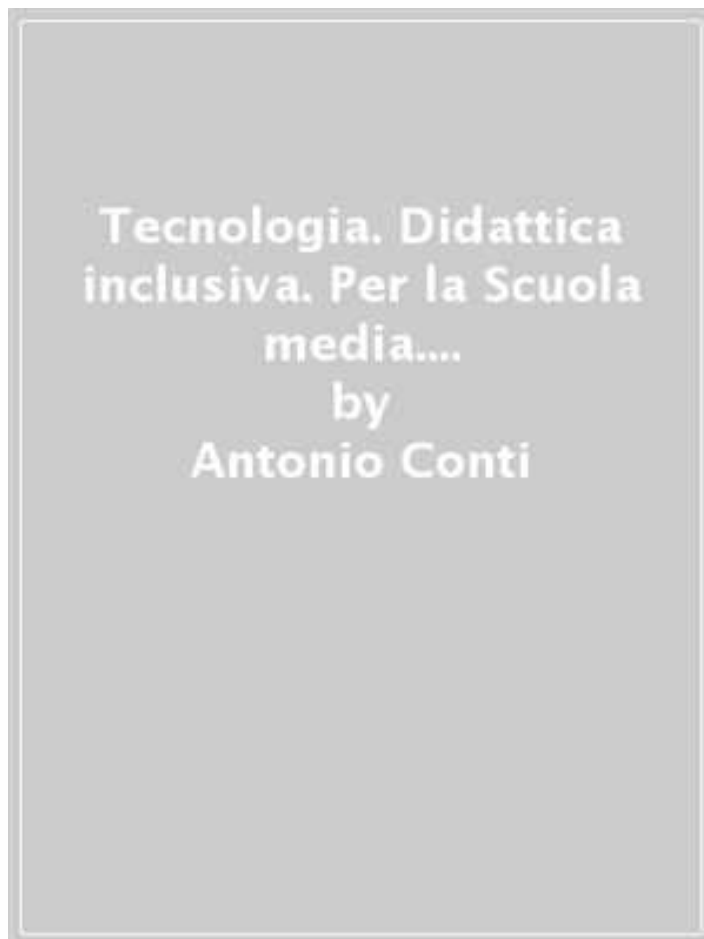 Tecnologia. Didattica
inclusiva. Per la Scuola
media....
by
Antonio Conti